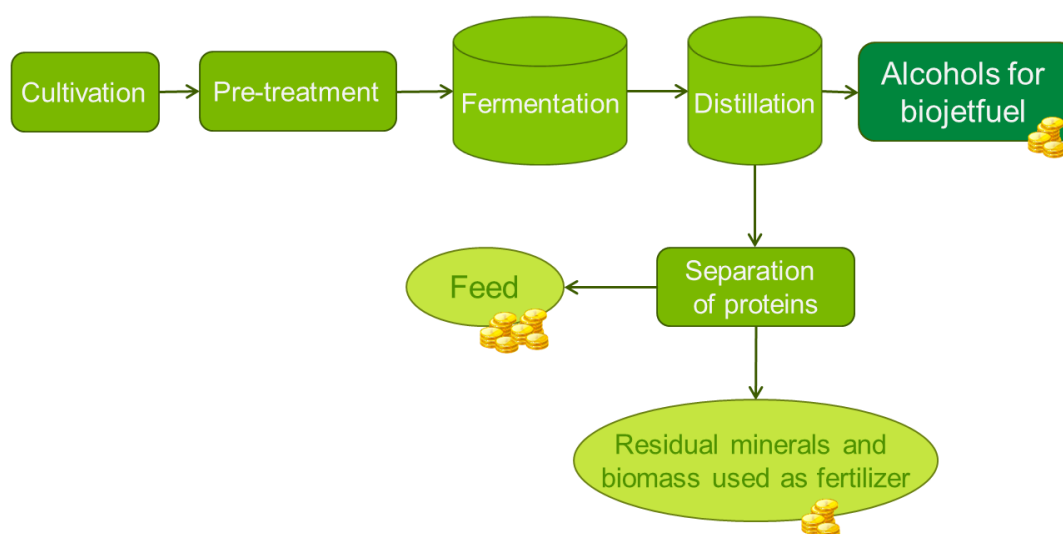 Cultivation
Pre-treatment
Fermentation
Distillation
Alcohols for
biojetfuel
Feed
Separation
of proteins
Residual minerals and
biomass used as fertilizer